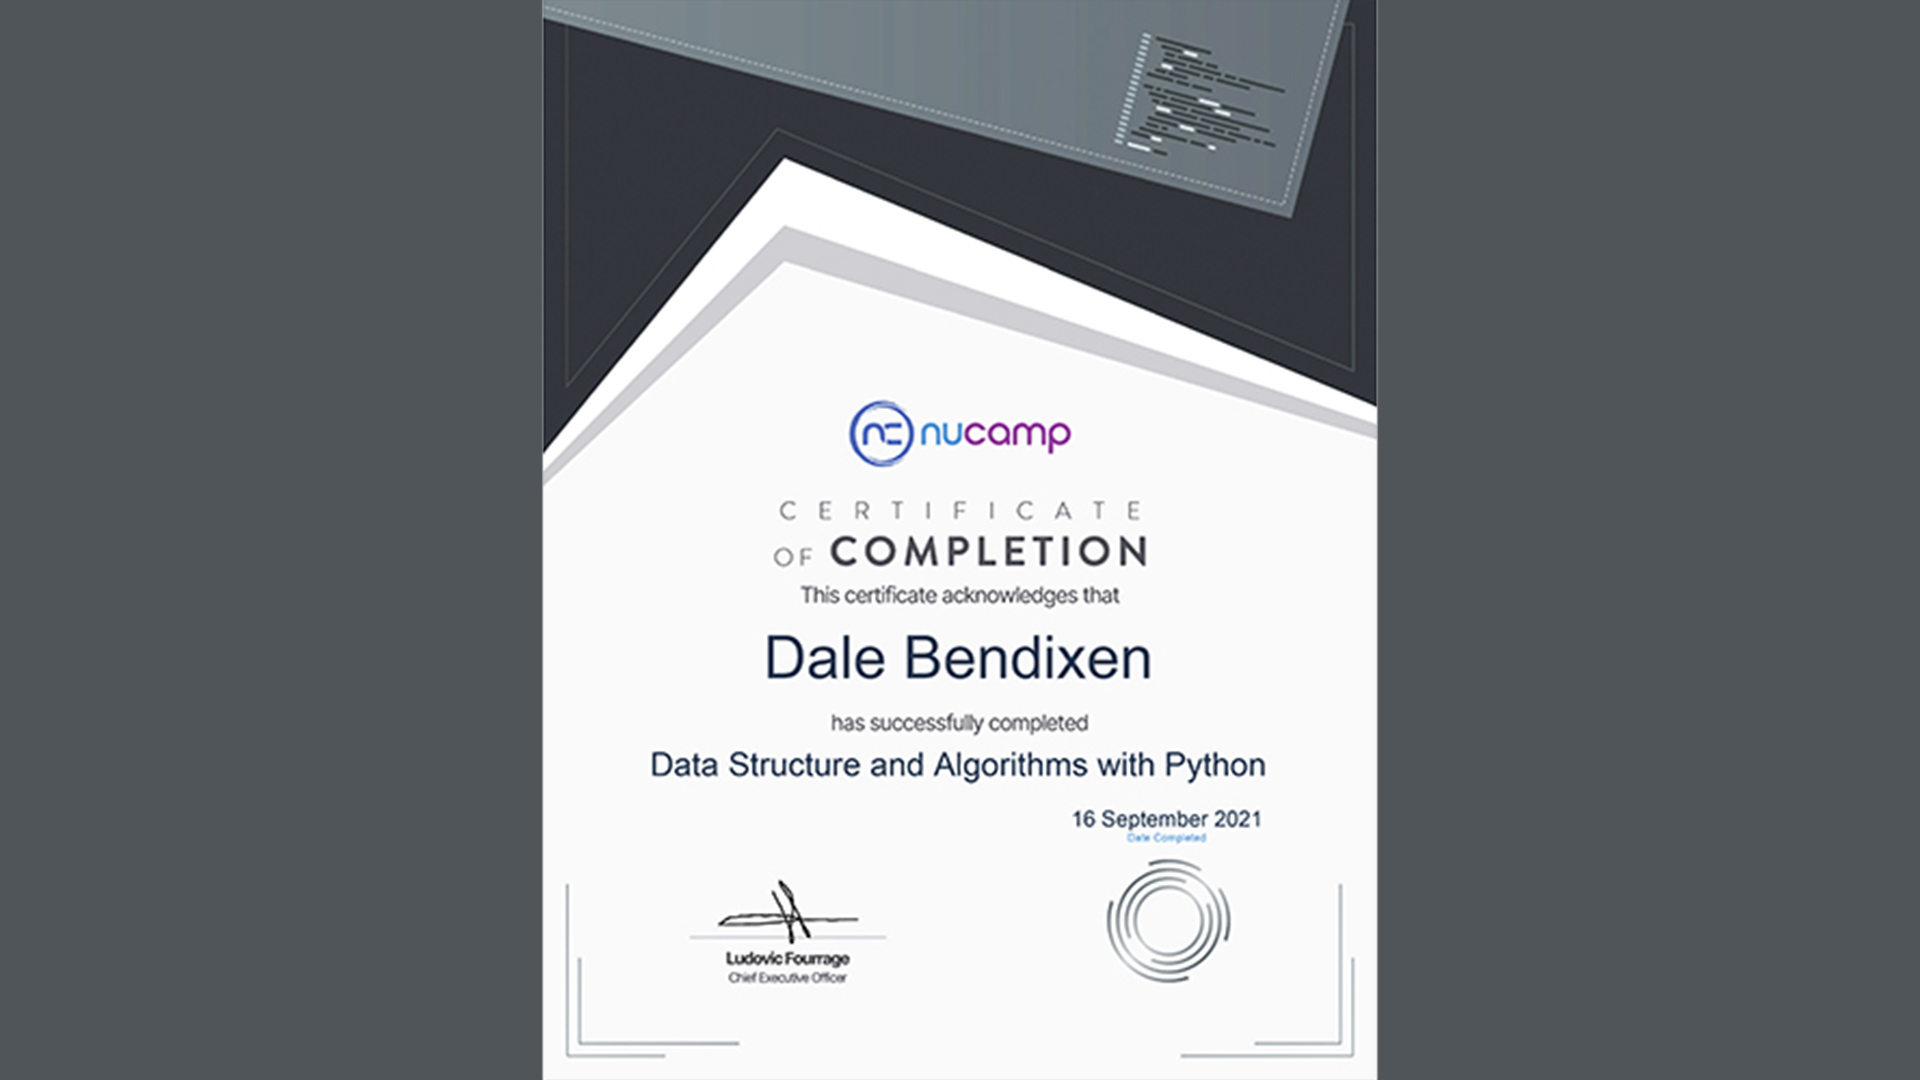 nc nucamp
CERTIFICATE
OF COMPLETION
This certificate acknowledges that
Dale Bendixen
has successfully completed
Data Structure and Algorithms with Python
16 September 2021
Date Completed
Ludovic Fourrage
Chief Executive Officer